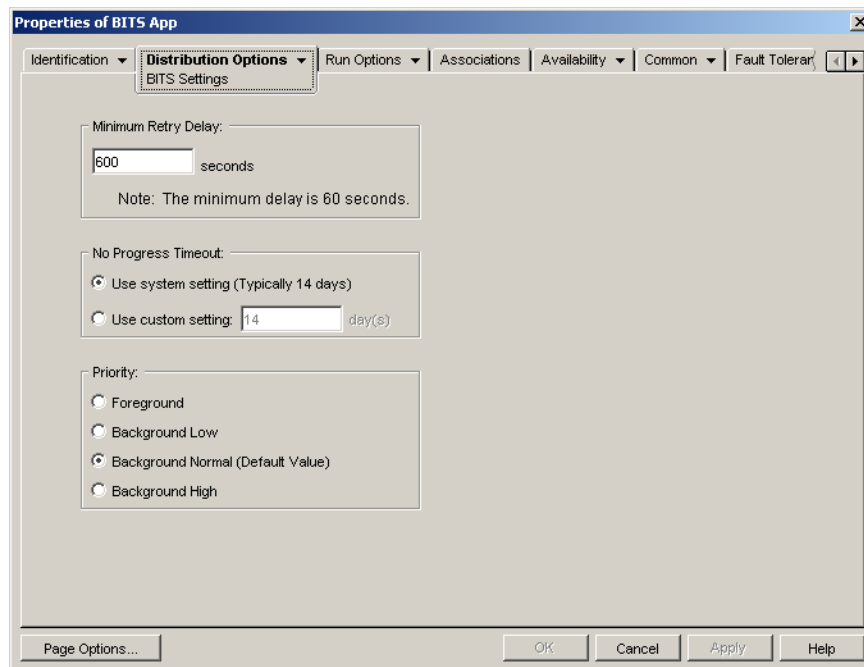 Properties of BITS App
Identification
Distribution Options
Run Options
Associations
Availability
Common
Fault Toleran
BITS Settings
Minimum Retry Delay:
600 seconds
Note: The minimum delay is 60 seconds.
No Progress Timeout:
Use system setting (Typically 14 days)
Use custom setting: 14 day(s)
Priority:
Foreground
Background Low
Background Normal (Default Value)
Background High
Page Options...
OK
Cancel
Apply
Help